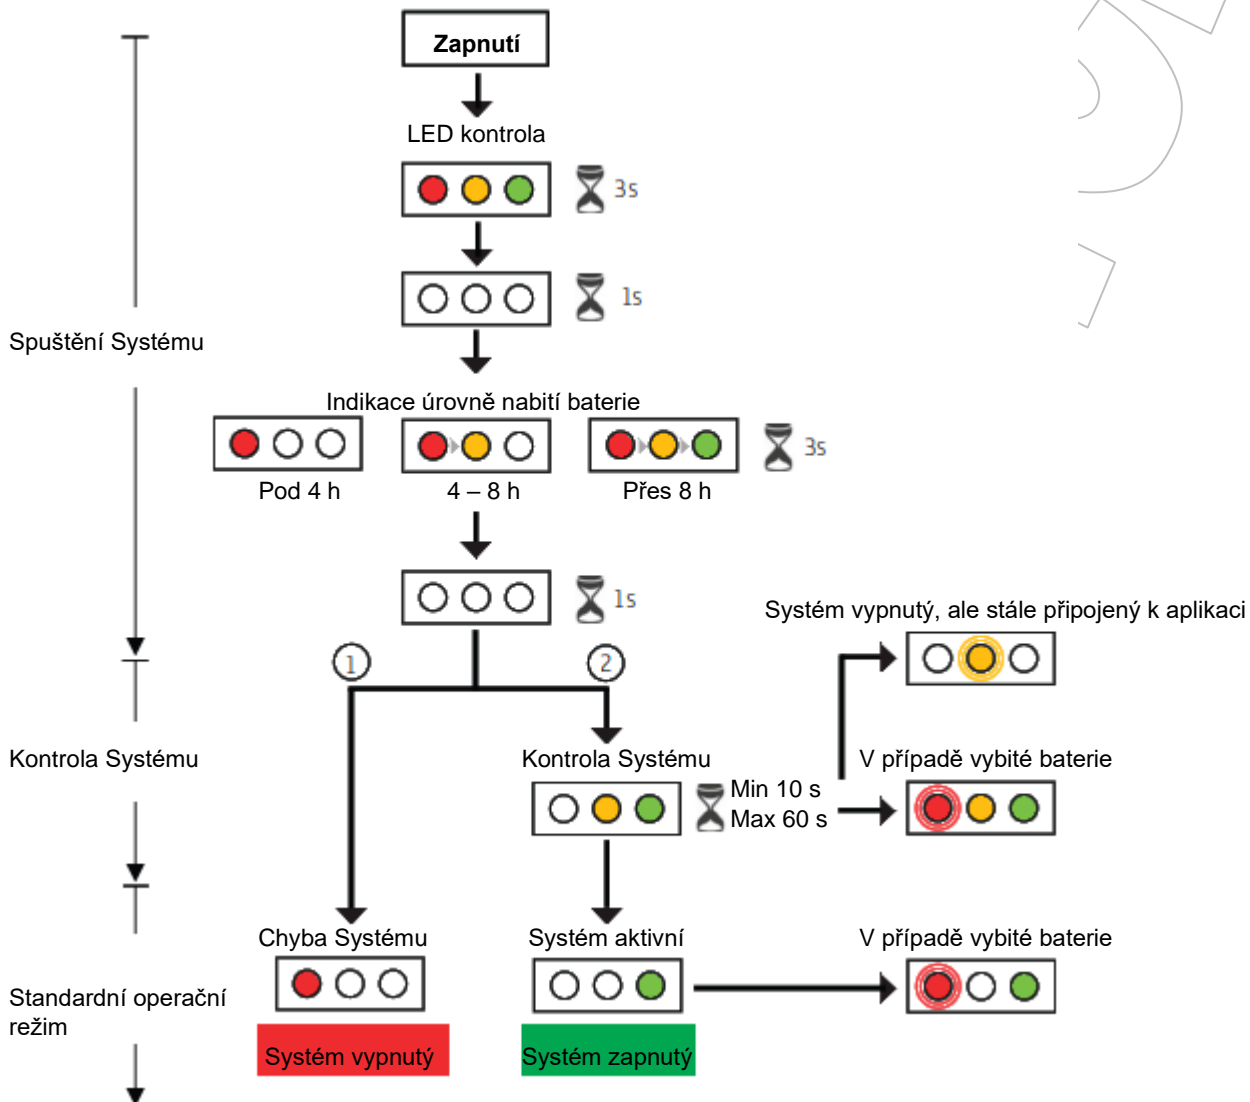 Zapnutí
LED kontrola
3s
1s
Spuštění Systému
Indikace úrovně nabití baterie
3s
Pod 4 h
4 – 8 h
Přes 8 h
1s
Systém vypnutý, ale stále připojený k aplikaci
1
2
Kontrola Systému
Kontrola Systému
V případě vybité baterie
Min 10 s
Max 60 s
Chyba Systému
Systém aktivní
V případě vybité baterie
Standardní operační
režim
Systém vypnutý
Systém zapnutý